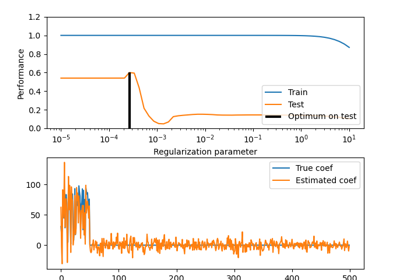 1.2
1.0
0.8
0.6
0.4
0.2
0.0
Performance
Train
Test
Optimum on test
10⁻⁵ 10⁻⁴ 10⁻³ 10⁻² 10⁻¹ 10⁰ 10¹
Regularization parameter
True coef
Estimated coef
100
50
0
0 100 200 300 400 500